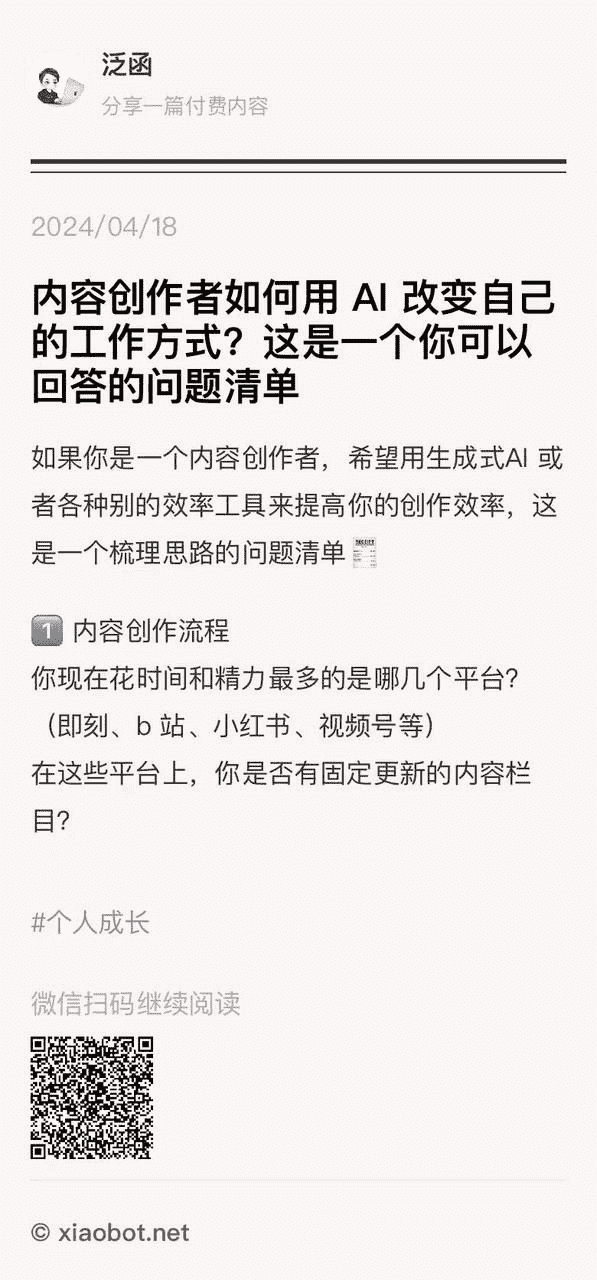 泛函
分享一篇付费内容
2024/04/18
内容创作者如何用 AI 改变自己
的工作方式？这是一个你可以
回答的问题清单
如果你是一个内容创作者，希望用生成式AI 或
者各种别的效率工具来提高你的创作效率，这
是一个梳理思路的问题清单🧾
1️⃣ 内容创作流程
你现在花时间和精力最多的是哪几个平台？
（即刻、b 站、小红书、视频号等）
在这些平台上，你是否有固定更新的内容栏
目？
#个人成长
微信扫码继续阅读
© xiaobot.net